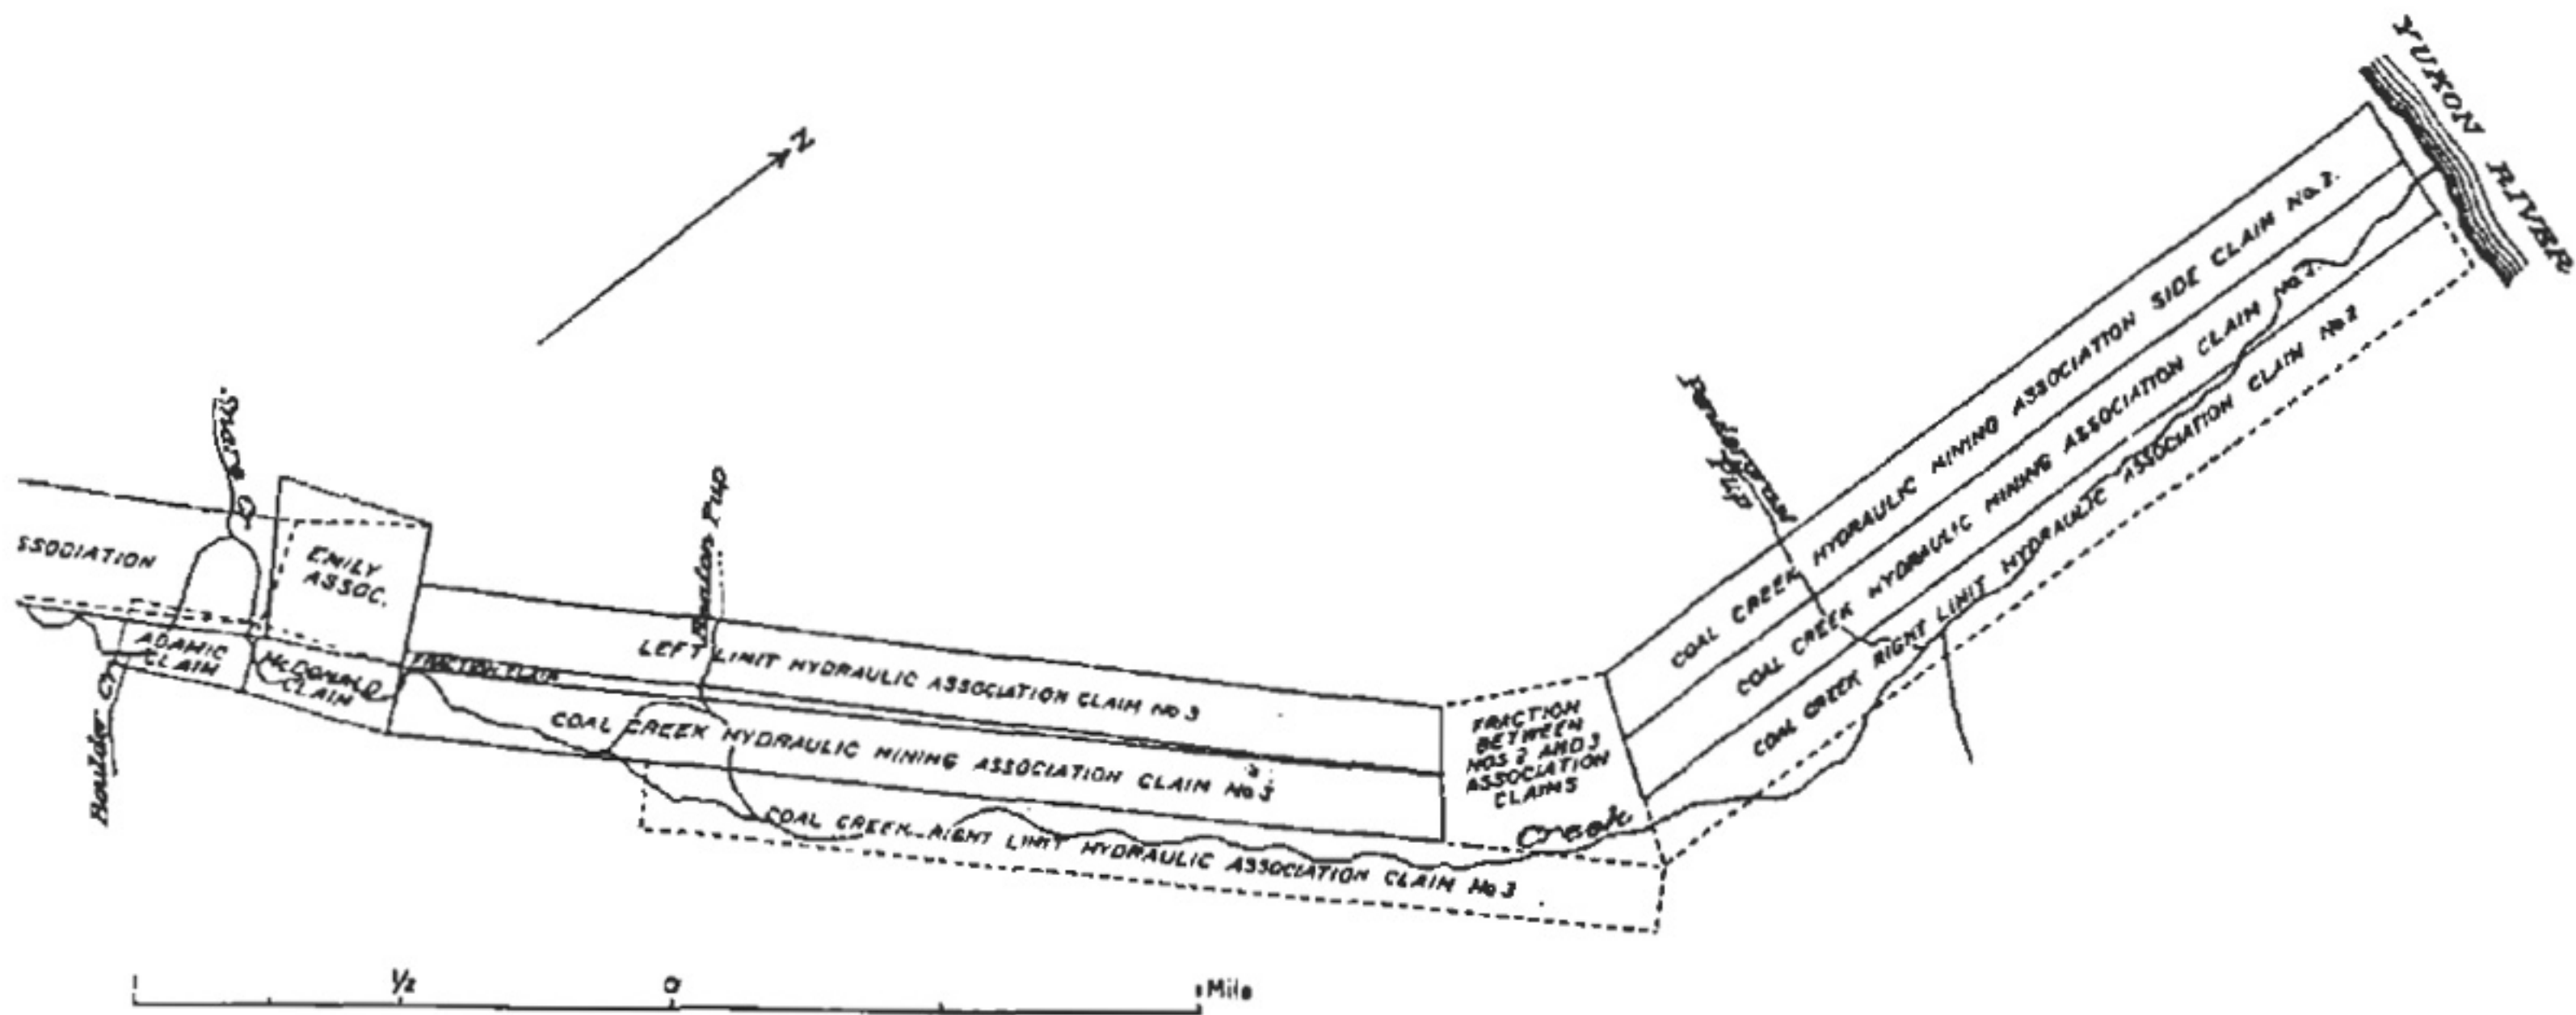 YUKON RIVER
N
COAL CREEK HYDRAULIC MINING ASSOCIATION SIDE CLAIM No. 2.
COAL CREEK HYDRAULIC MINING ASSOCIATION CLAIM No. 2.
COAL CREEK RIGHT LIMIT HYDRAULIC ASSOCIATION CLAIM No 2
Pup
SSOCIATION
EMILY
ASSOC.
Pup
ADAMIC
CLAIM
McDONALD
CLAIM
FRACTION CLAIM
LEFT LIMIT HYDRAULIC ASSOCIATION CLAIM No 3
COAL CREEK HYDRAULIC MINING ASSOCIATION CLAIM No 3
COAL CREEK RIGHT LIMIT HYDRAULIC ASSOCIATION CLAIM No 3
FRACTION
BETWEEN
NOS 2 AND 3
ASSOCIATION
CLAIMS
Creek
Boulder Cr
1/2
0
1 Mile